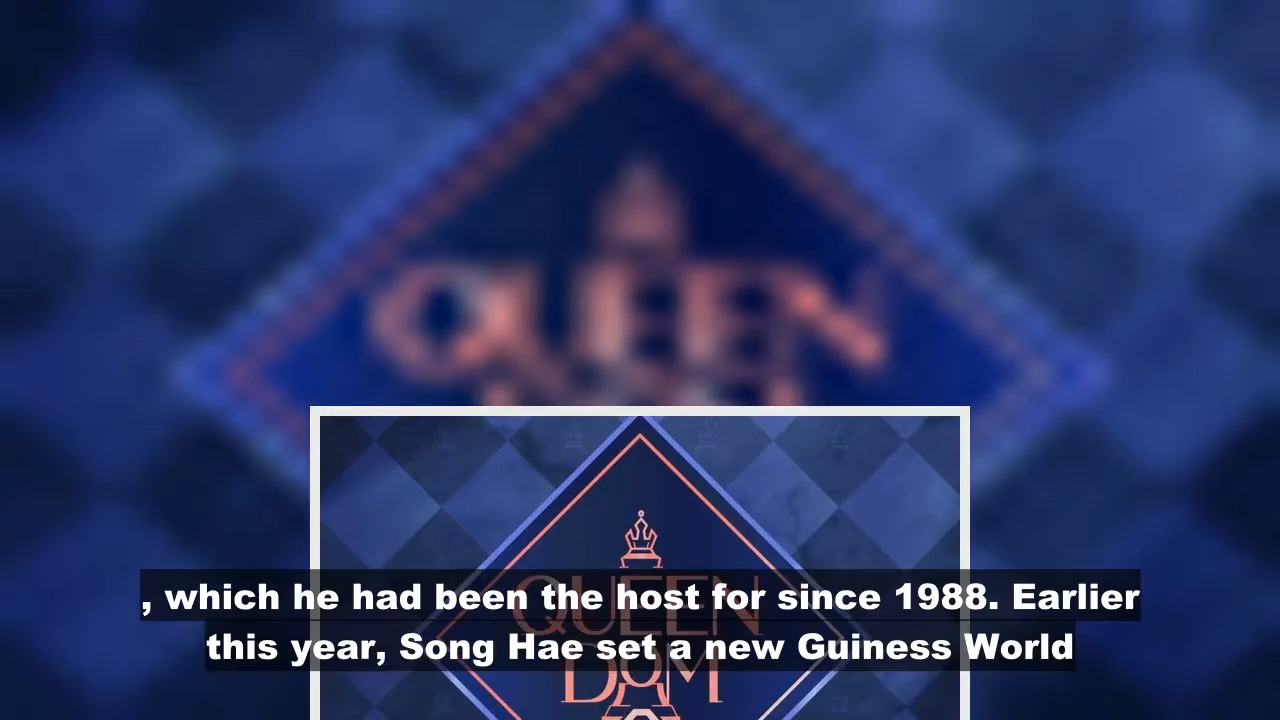 QUEEN
QUEEN
DOM
, which he had been the host for since 1988. Earlier
this year, Song Hae set a new Guiness World